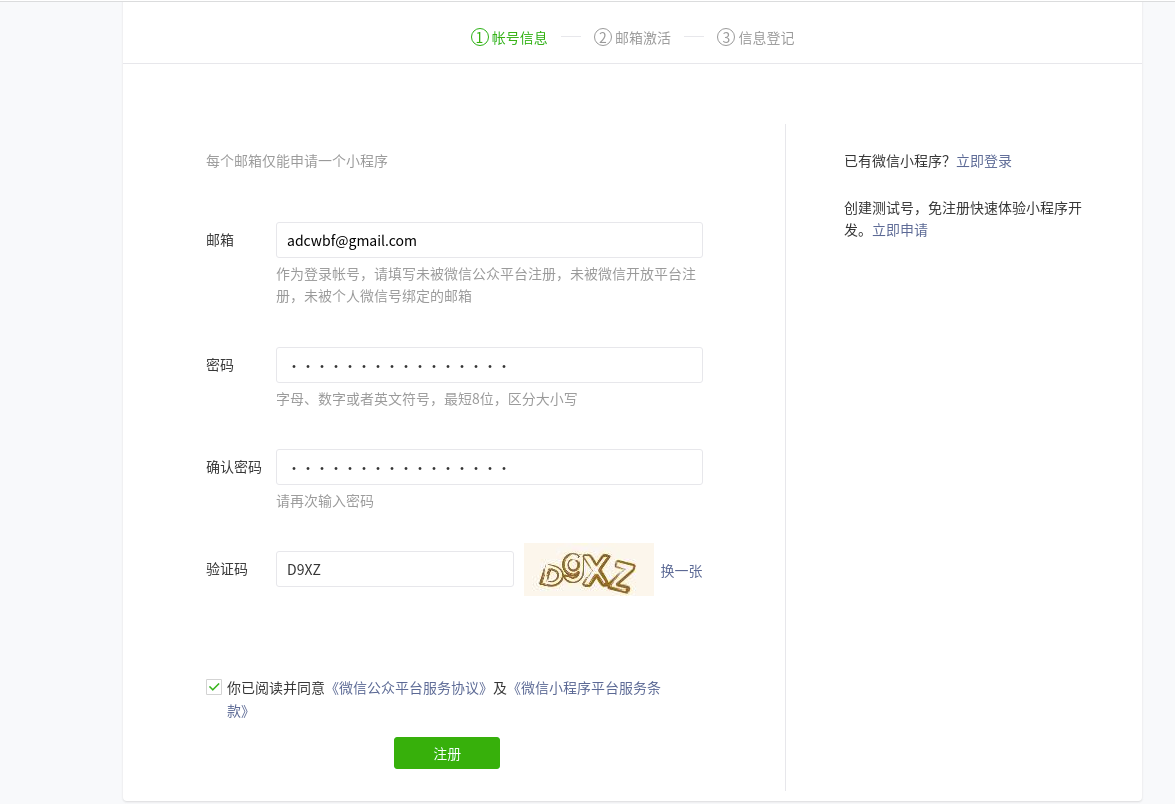 ① 帐号信息 — ② 邮箱激活 — ③ 信息登记
每个邮箱仅能申请一个小程序
邮箱
adcwbf@gmail.com
作为登录帐号，请填写未被微信公众平台注册，未被微信开放平台注
册，未被个人微信号绑定的邮箱
密码
················
字母、数字或者英文符号，最短8位，区分大小写
确认密码
················
请再次输入密码
验证码
D9XZ
D9XZ
换一张
你已阅读并同意《微信公众平台服务协议》及《微信小程序平台服务条
款》
注册
已有微信小程序？立即登录
创建测试号，免注册快速体验小程序开
发。立即申请